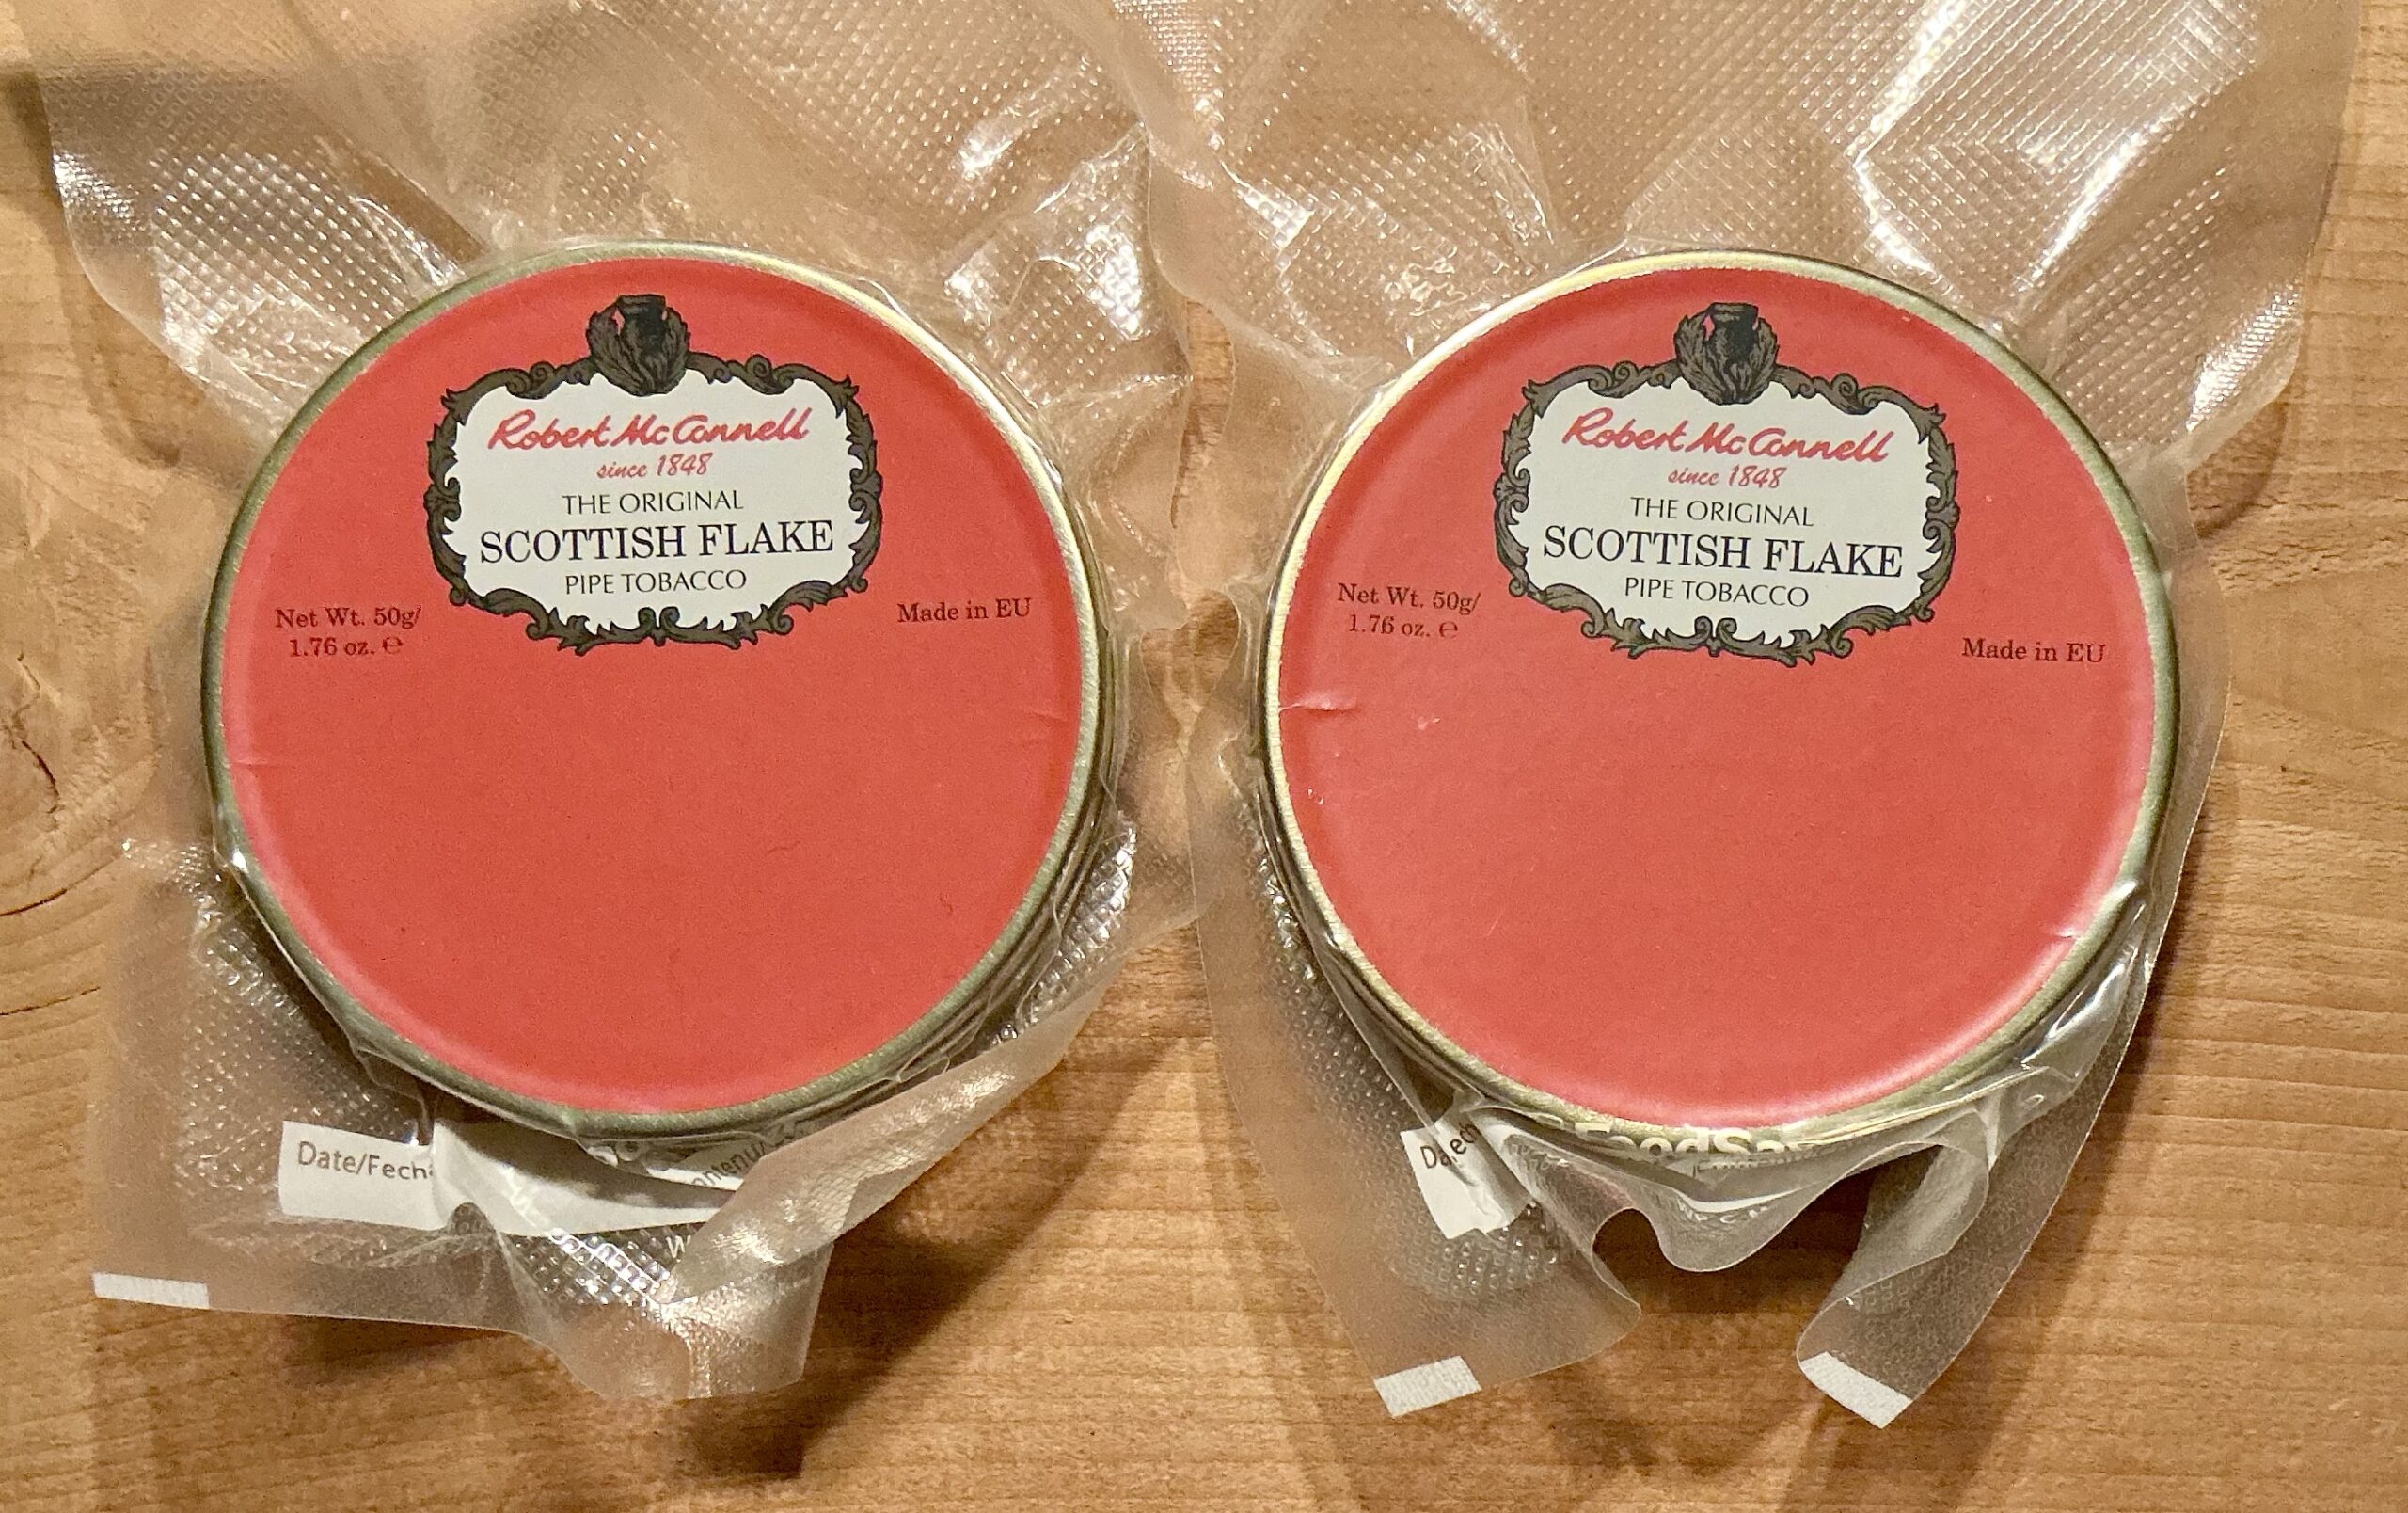 Robert McConnell
since 1848
THE ORIGINAL
SCOTTISH FLAKE
PIPE TOBACCO
Net Wt. 50g/
1.76 oz. ℮
Made in EU
Date/Fech
Robert McConnell
since 1848
THE ORIGINAL
SCOTTISH FLAKE
PIPE TOBACCO
Net Wt. 50g/
1.76 oz. ℮
Made in EU